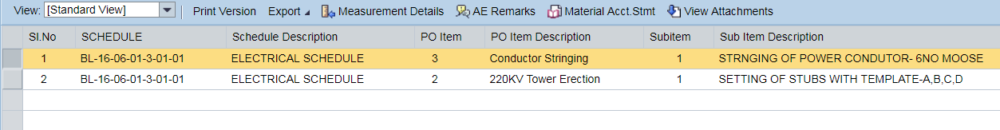 View: [Standard View] Print Version Export Measurement Details AE Remarks Material Acct.Stmt View Attachments
Sl.No SCHEDULE Schedule Description PO Item PO Item Description Subitem Sub Item Description
1 BL-16-06-01-3-01-01 ELECTRICAL SCHEDULE 3 Conductor Stringing 1 STRNGING OF POWER CONDUTOR- 6NO MOOSE
2 BL-16-06-01-3-01-01 ELECTRICAL SCHEDULE 2 220KV Tower Erection 1 SETTING OF STUBS WITH TEMPLATE-A,B,C,D